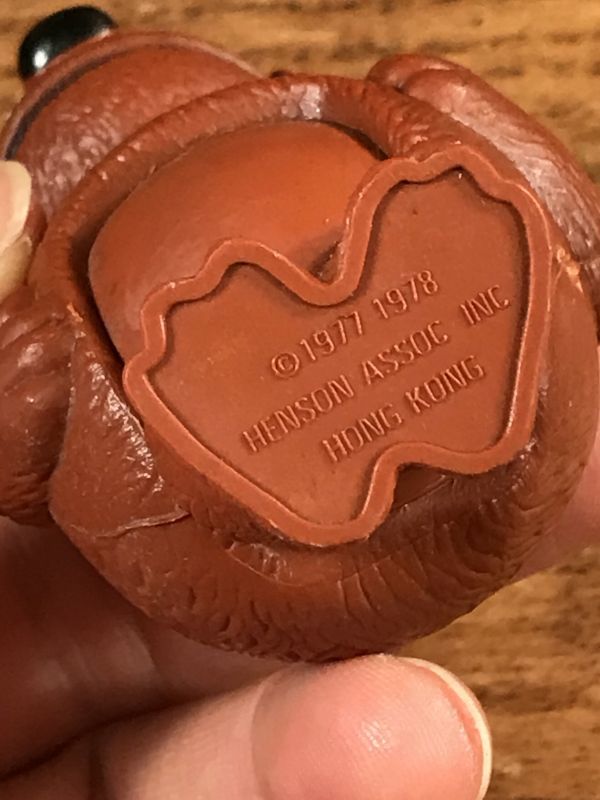 ©1977 1978
HENSON ASSOC INC
HONG KONG